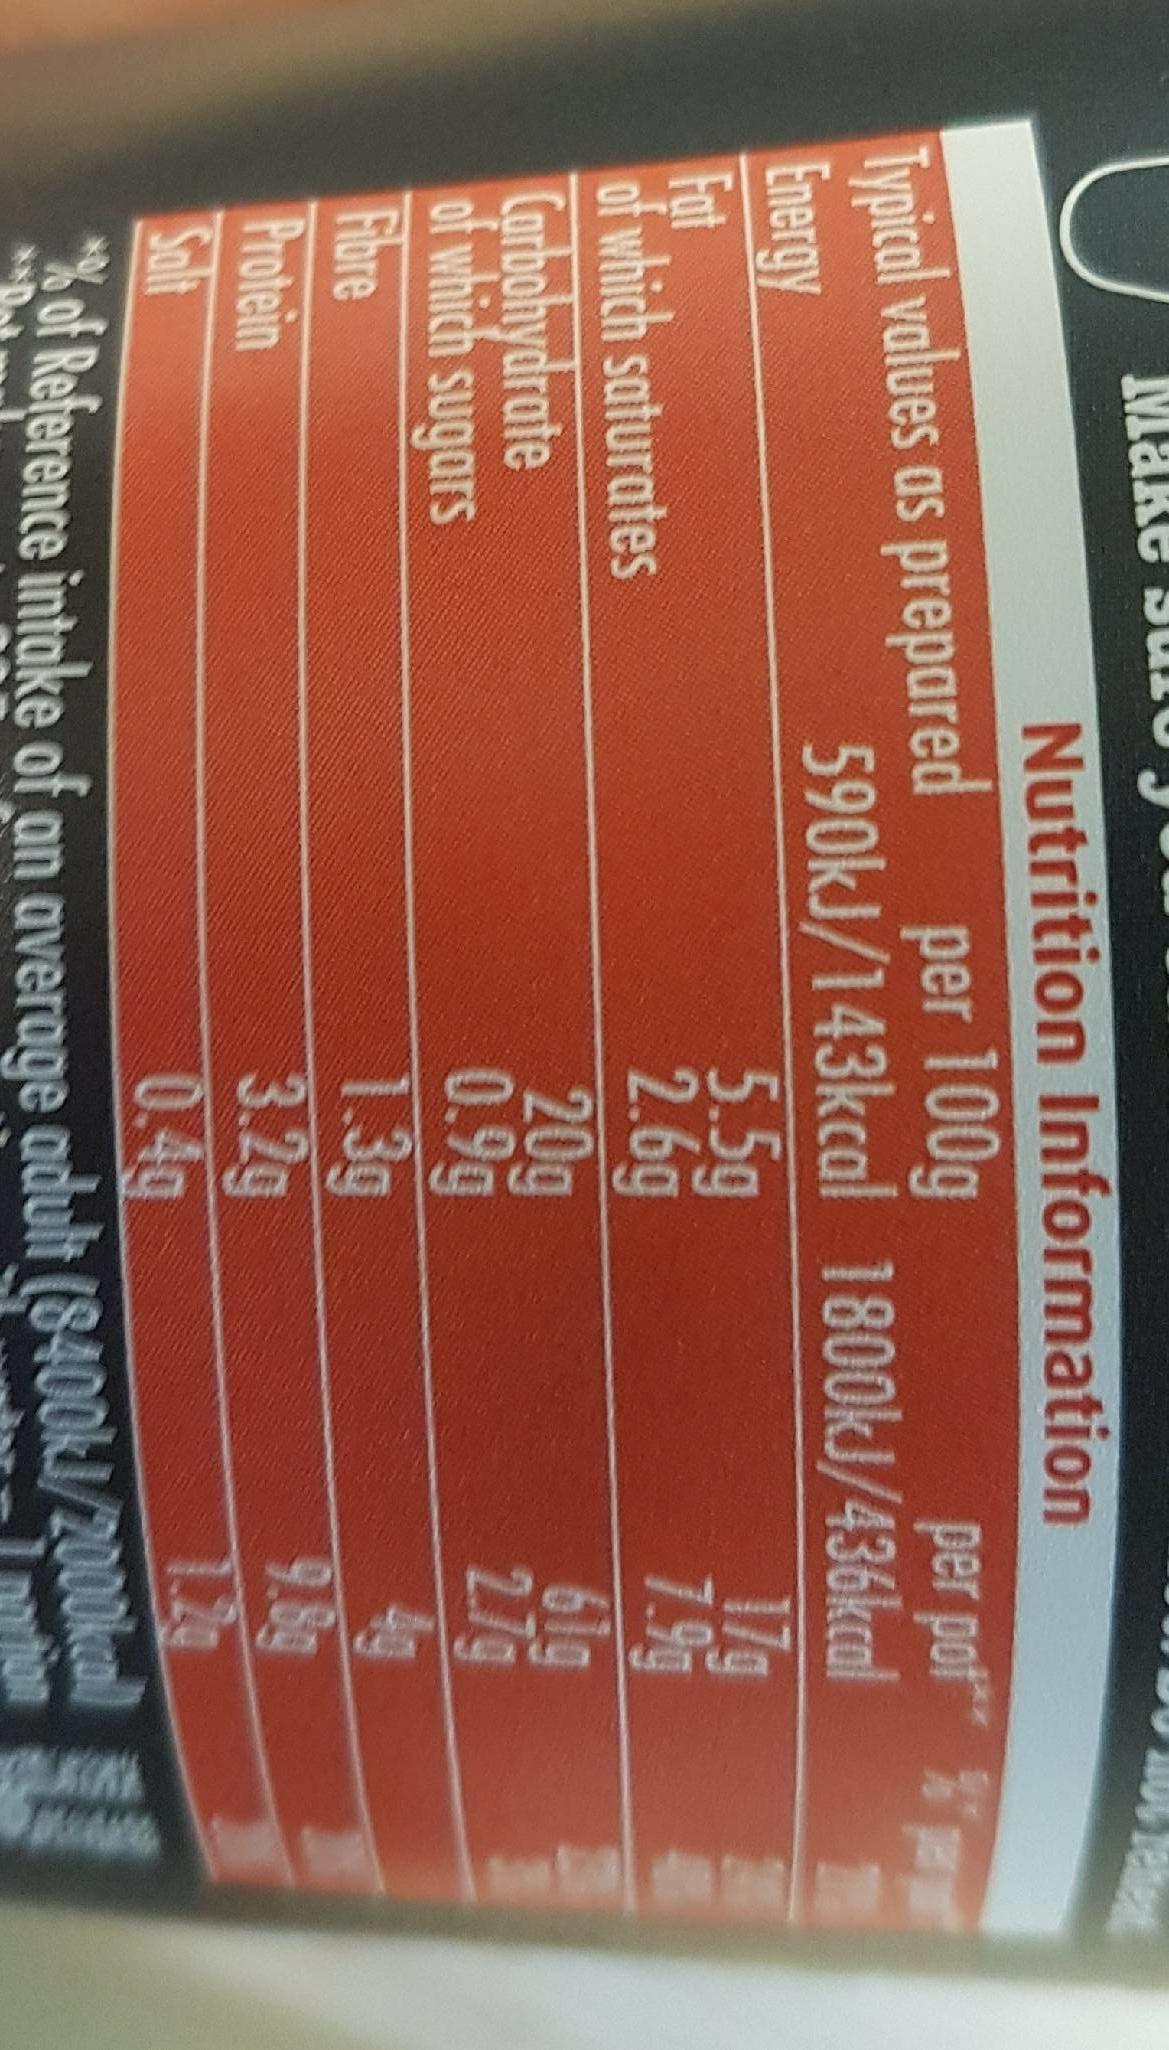 Make
Nutrition Information
Typical values as prepared per 100g per pot** %* per pot
Energy 590kJ/143kcal 1800kJ/436kcal
Fat 5.5g 17g
of which saturates 2.6g 7.9g
Carbohydrate 20g 61g
of which sugars 0.9g 2.7g
Fibre 1.3g 4g
Protein 3.2g 9.8g
Salt 0.4g 1.2g
*% of Reference intake of an average adult (8400kJ/2000kcal)